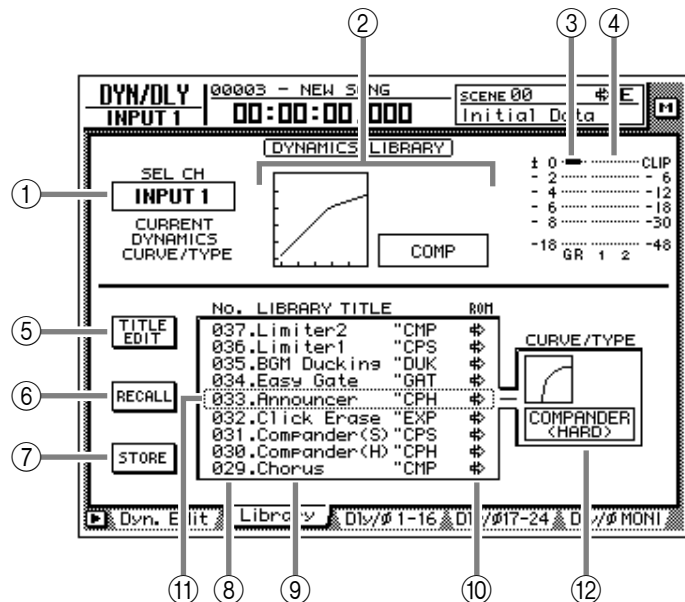 ② ③ ④
DYN/DLY 00003 - NEW SONG SCENE 00 E M
INPUT 1 00:00:00.000 Initial Data
DYNAMICS LIBRARY
① SEL CH
INPUT 1
CURRENT
DYNAMICS
CURVE/TYPE
COMP
± 0 CLIP
- 2 - 6
- 4 -12
- 6 -18
- 8 -30
-18 -48
GR 1 2
No. LIBRARY TITLE ROM
⑤ TITLE
EDIT
⑥ RECALL
⑦ STORE
037.Limiter2 "CMP
036.Limiter1 "CPS
035.BGM Ducking "DUK
034.Easy Gate "GAT
033.Announcer "CPH
032.Click Erase "EXP
031.Compander(S) "CPS
030.Compander(H) "CPH
029.Chorus "CMP
CURVE/TYPE
COMPANDER
(HARD)
Dyn. Edit Library Dly/Ø 1-16 Dly/Ø17-24 Dly/Ø MONI
⑪ ⑧ ⑨ ⑩ ⑫